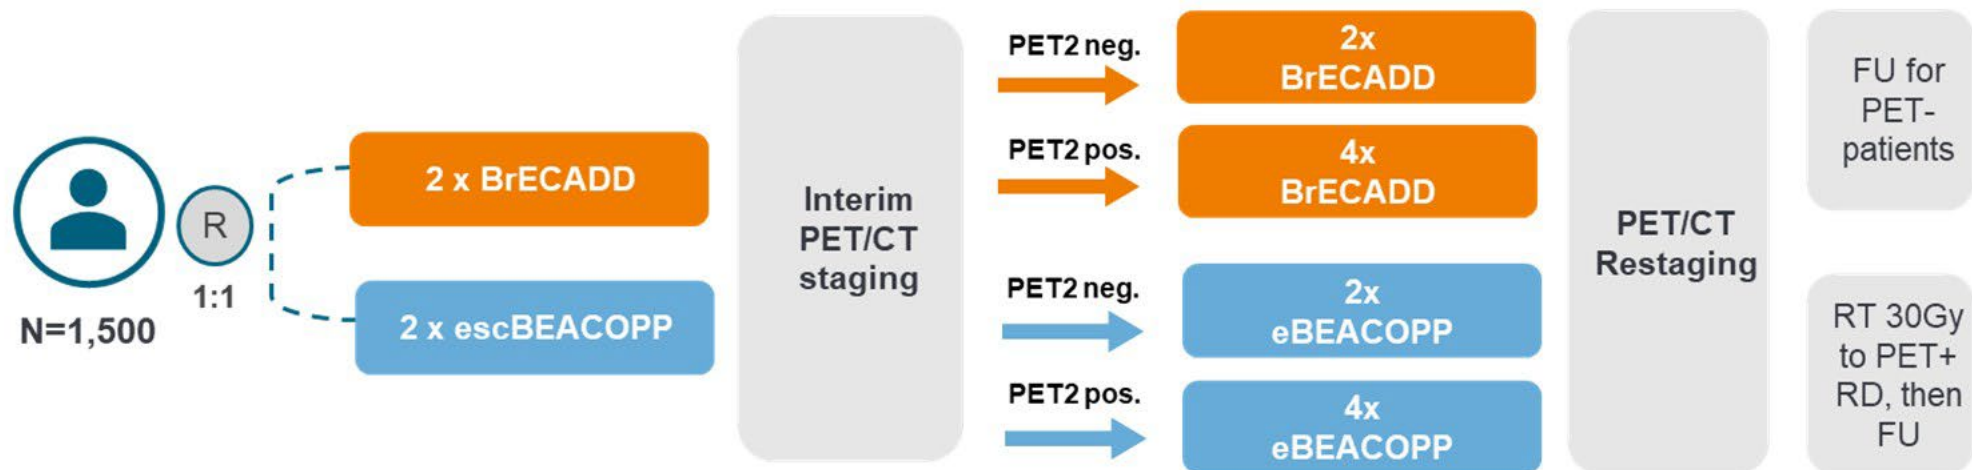 N=1,500
R
1:1
2 x BrECADD
2 x escBEACOPP
Interim
PET/CT
staging
PET2 neg.
2x
BrECADD
PET2 pos.
4x
BrECADD
PET2 neg.
2x
eBEACOPP
PET2 pos.
4x
eBEACOPP
PET/CT
Restaging
FU for
PET-
patients
RT 30Gy
to PET+
RD, then
FU